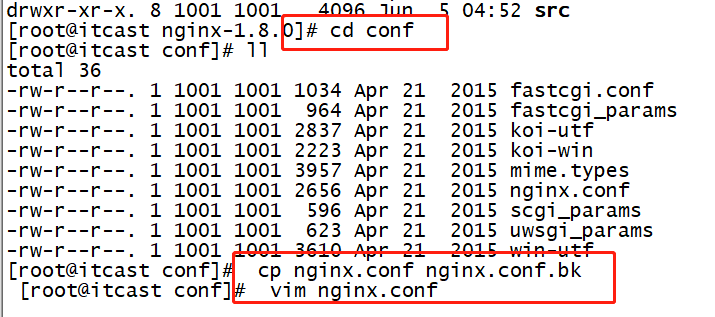 drwxr-xr-x. 8 1001 1001   4096 Jun  5 04:52 src
[root@itcast nginx-1.8.0]# cd conf
[root@itcast conf]# ll
total 36
-rw-r--r--. 1 1001 1001 1034 Apr 21  2015 fastcgi.conf
-rw-r--r--. 1 1001 1001  964 Apr 21  2015 fastcgi_params
-rw-r--r--. 1 1001 1001 2837 Apr 21  2015 koi-utf
-rw-r--r--. 1 1001 1001 2223 Apr 21  2015 koi-win
-rw-r--r--. 1 1001 1001 3957 Apr 21  2015 mime.types
-rw-r--r--. 1 1001 1001 2656 Apr 21  2015 nginx.conf
-rw-r--r--. 1 1001 1001  596 Apr 21  2015 scgi_params
-rw-r--r--. 1 1001 1001  623 Apr 21  2015 uwsgi_params
-rw-r--r--. 1 1001 1001 3610 Apr 21  2015 win-utf
[root@itcast conf]#  cp nginx.conf nginx.conf.bk
[root@itcast conf]#  vim nginx.conf